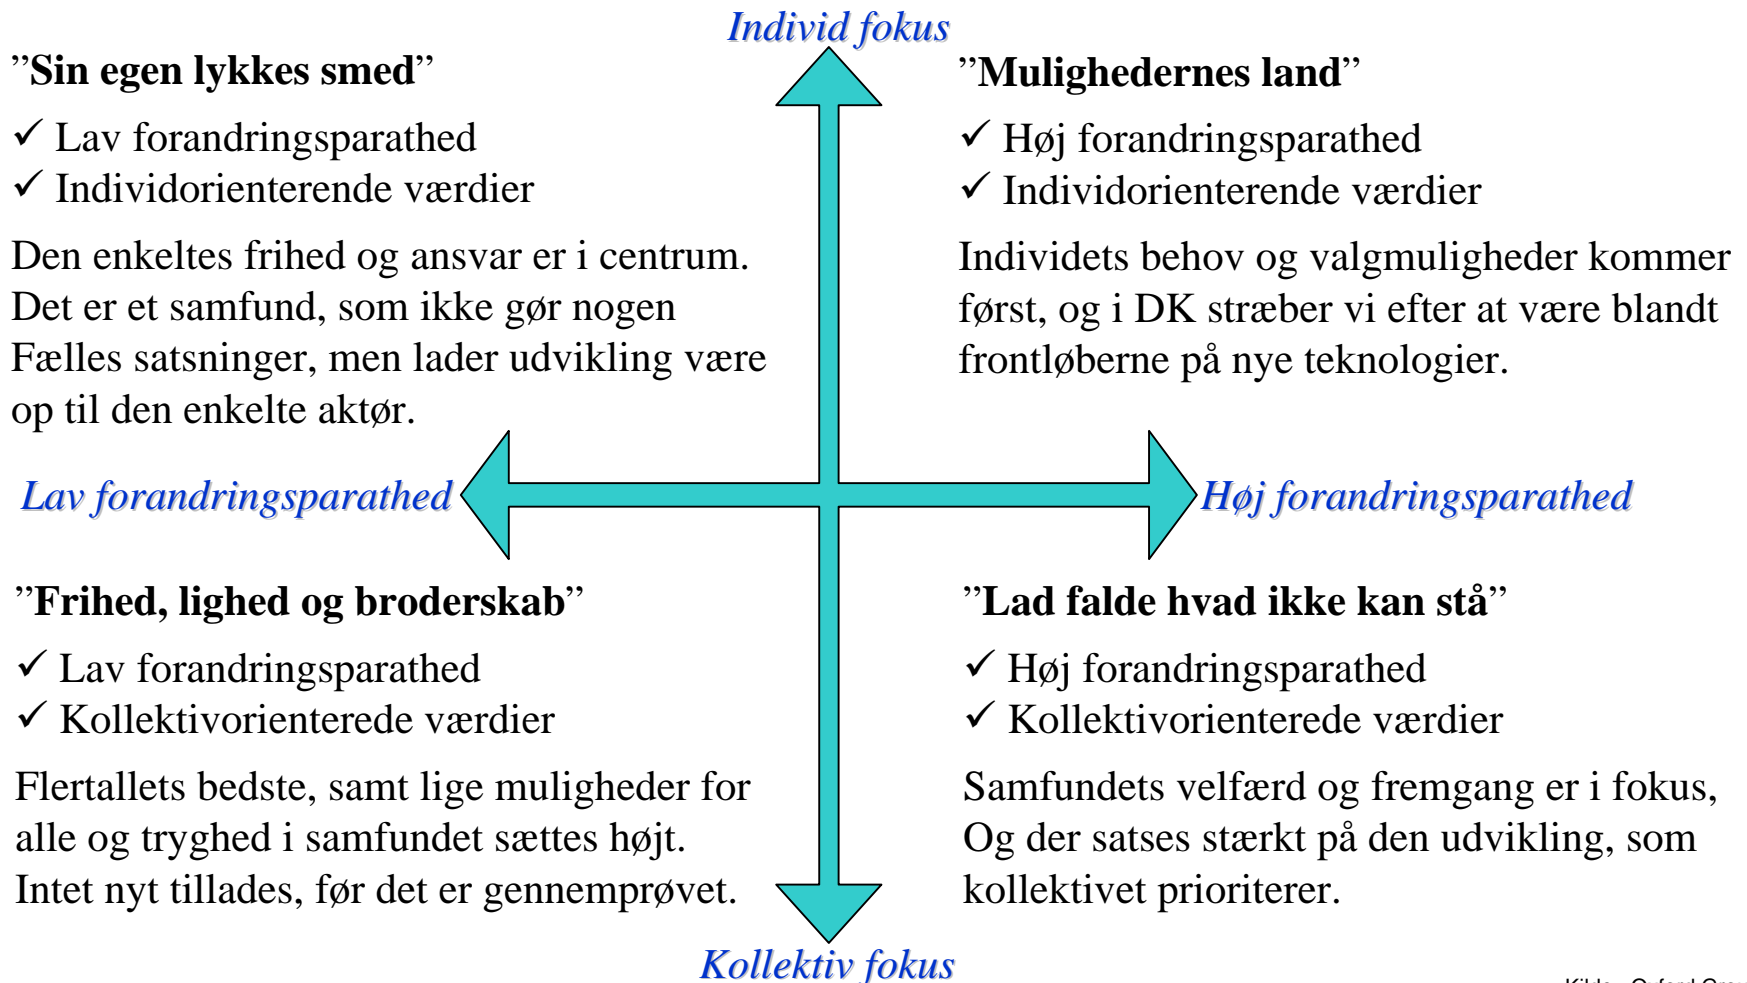 Individ fokus
”Sin egen lykkes smed”
✓ Lav forandringsparathed
✓ Individorienterende værdier
Den enkeltes frihed og ansvar er i centrum.
Det er et samfund, som ikke gør nogen
Fælles satsninger, men lader udvikling være
op til den enkelte aktør.
”Mulighedernes land”
✓ Høj forandringsparathed
✓ Individorienterende værdier
Individets behov og valgmuligheder kommer
først, og i DK stræber vi efter at være blandt
frontløberne på nye teknologier.
Lav forandringsparathed
Høj forandringsparathed
”Frihed, lighed og broderskab”
✓ Lav forandringsparathed
✓ Kollektivorienterede værdier
Flertallets bedste, samt lige muligheder for
alle og tryghed i samfundet sættes højt.
Intet nyt tillades, før det er gennemprøvet.
”Lad falde hvad ikke kan stå”
✓ Høj forandringsparathed
✓ Kollektivorienterede værdier
Samfundets velfærd og fremgang er i fokus,
Og der satses stærkt på den udvikling, som
kollektivet prioriterer.
Kollektiv fokus